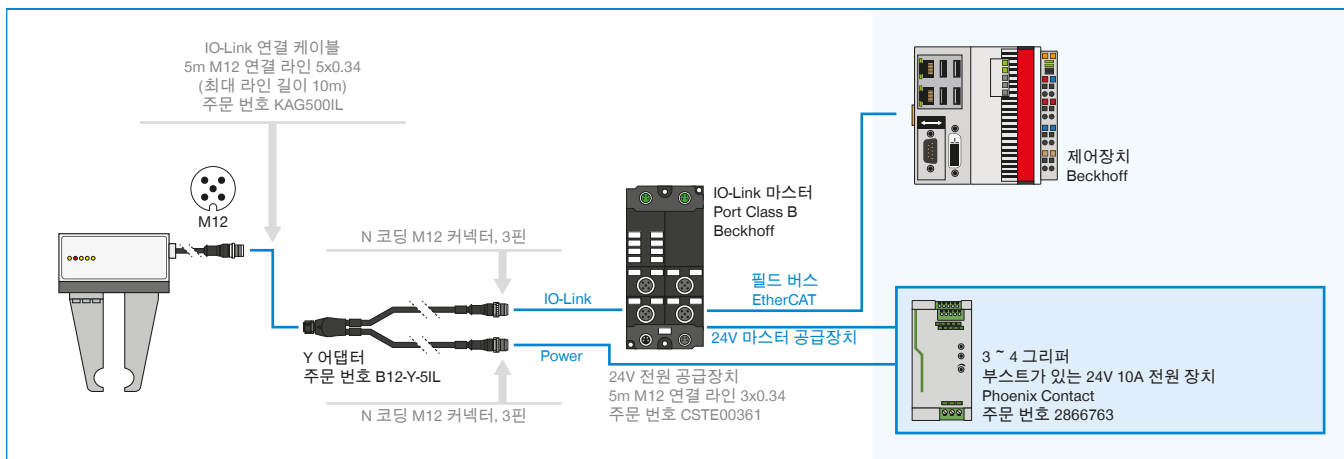 IO-Link 연결 케이블
5m M12 연결 라인 5x0.34
(최대 라인 길이 10m)
주문 번호 KAG500IL
M12
N 코딩 M12 커넥터, 3핀
IO-Link
Y 어댑터
주문 번호 B12-Y-5IL
Power
N 코딩 M12 커넥터, 3핀
IO-Link 마스터
Port Class B
Beckhoff
필드 버스
EtherCAT
24V 마스터 공급장치
24V 전원 공급장치
5m M12 연결 라인 3x0.34
주문 번호 CSTE00361
제어장치
Beckhoff
3 ~ 4 그리퍼
부스트가 있는 24V 10A 전원 장치
Phoenix Contact
주문 번호 2866763